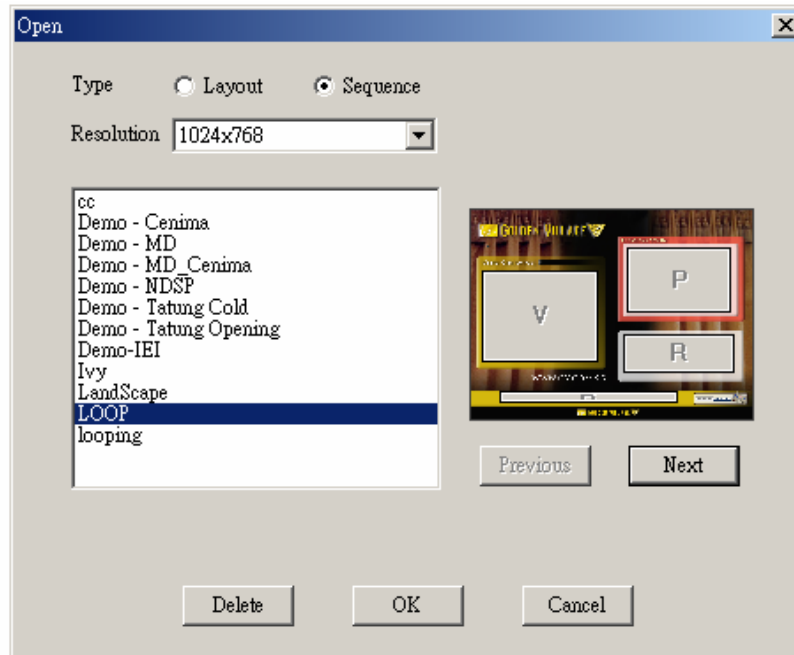 Open
Type Layout Sequence
Resolution 1024x768
cc
Demo - Cenima
Demo - MD
Demo - MD_Cenima
Demo - NDSP
Demo - Tatung Cold
Demo - Tatung Opening
Demo-IEI
Ivy
LandScape
LOOP
looping
GOLDEN VILLAGE
V
P
R
Previous Next
Delete OK Cancel